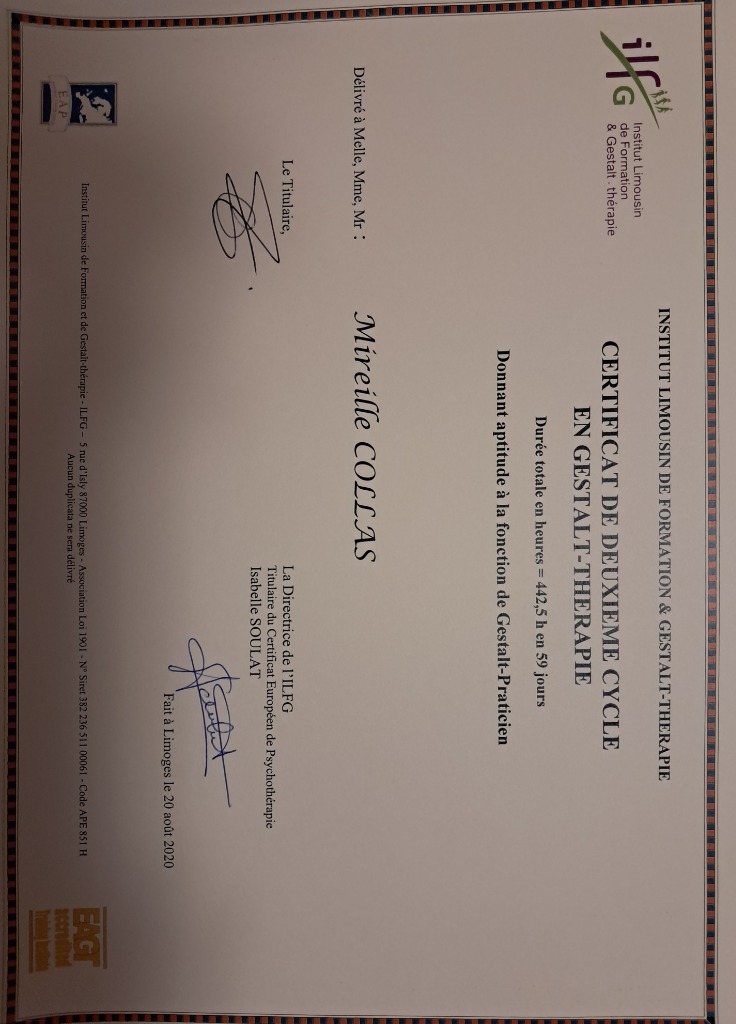 ilfG
Institut Limousin
de Formation
& Gestalt · thérapie
INSTITUT LIMOUSIN DE FORMATION & GESTALT-THERAPIE
CERTIFICAT DE DEUXIEME CYCLE
EN GESTALT-THERAPIE
Durée totale en heures = 442,5 h en 59 jours
Donnant aptitude à la fonction de Gestalt-Praticien
Délivré à Melle, Mme, Mr : Mireille COLLAS
Le Titulaire,
La Directrice de l'ILFG
Titulaire du Certificat Européen de Psychothérapie
Isabelle SOULAT
Fait à Limoges le 20 août 2020
EAP
Institut Limousin de Formation et de Gestalt-thérapie - ILFG – 5 rue d'Isly 87000 Limoges - Association Loi 1901 - N° Siret 382 236 511 00061 - Code APE 851 H
Aucun duplicata ne sera délivré
EAGT
accredited